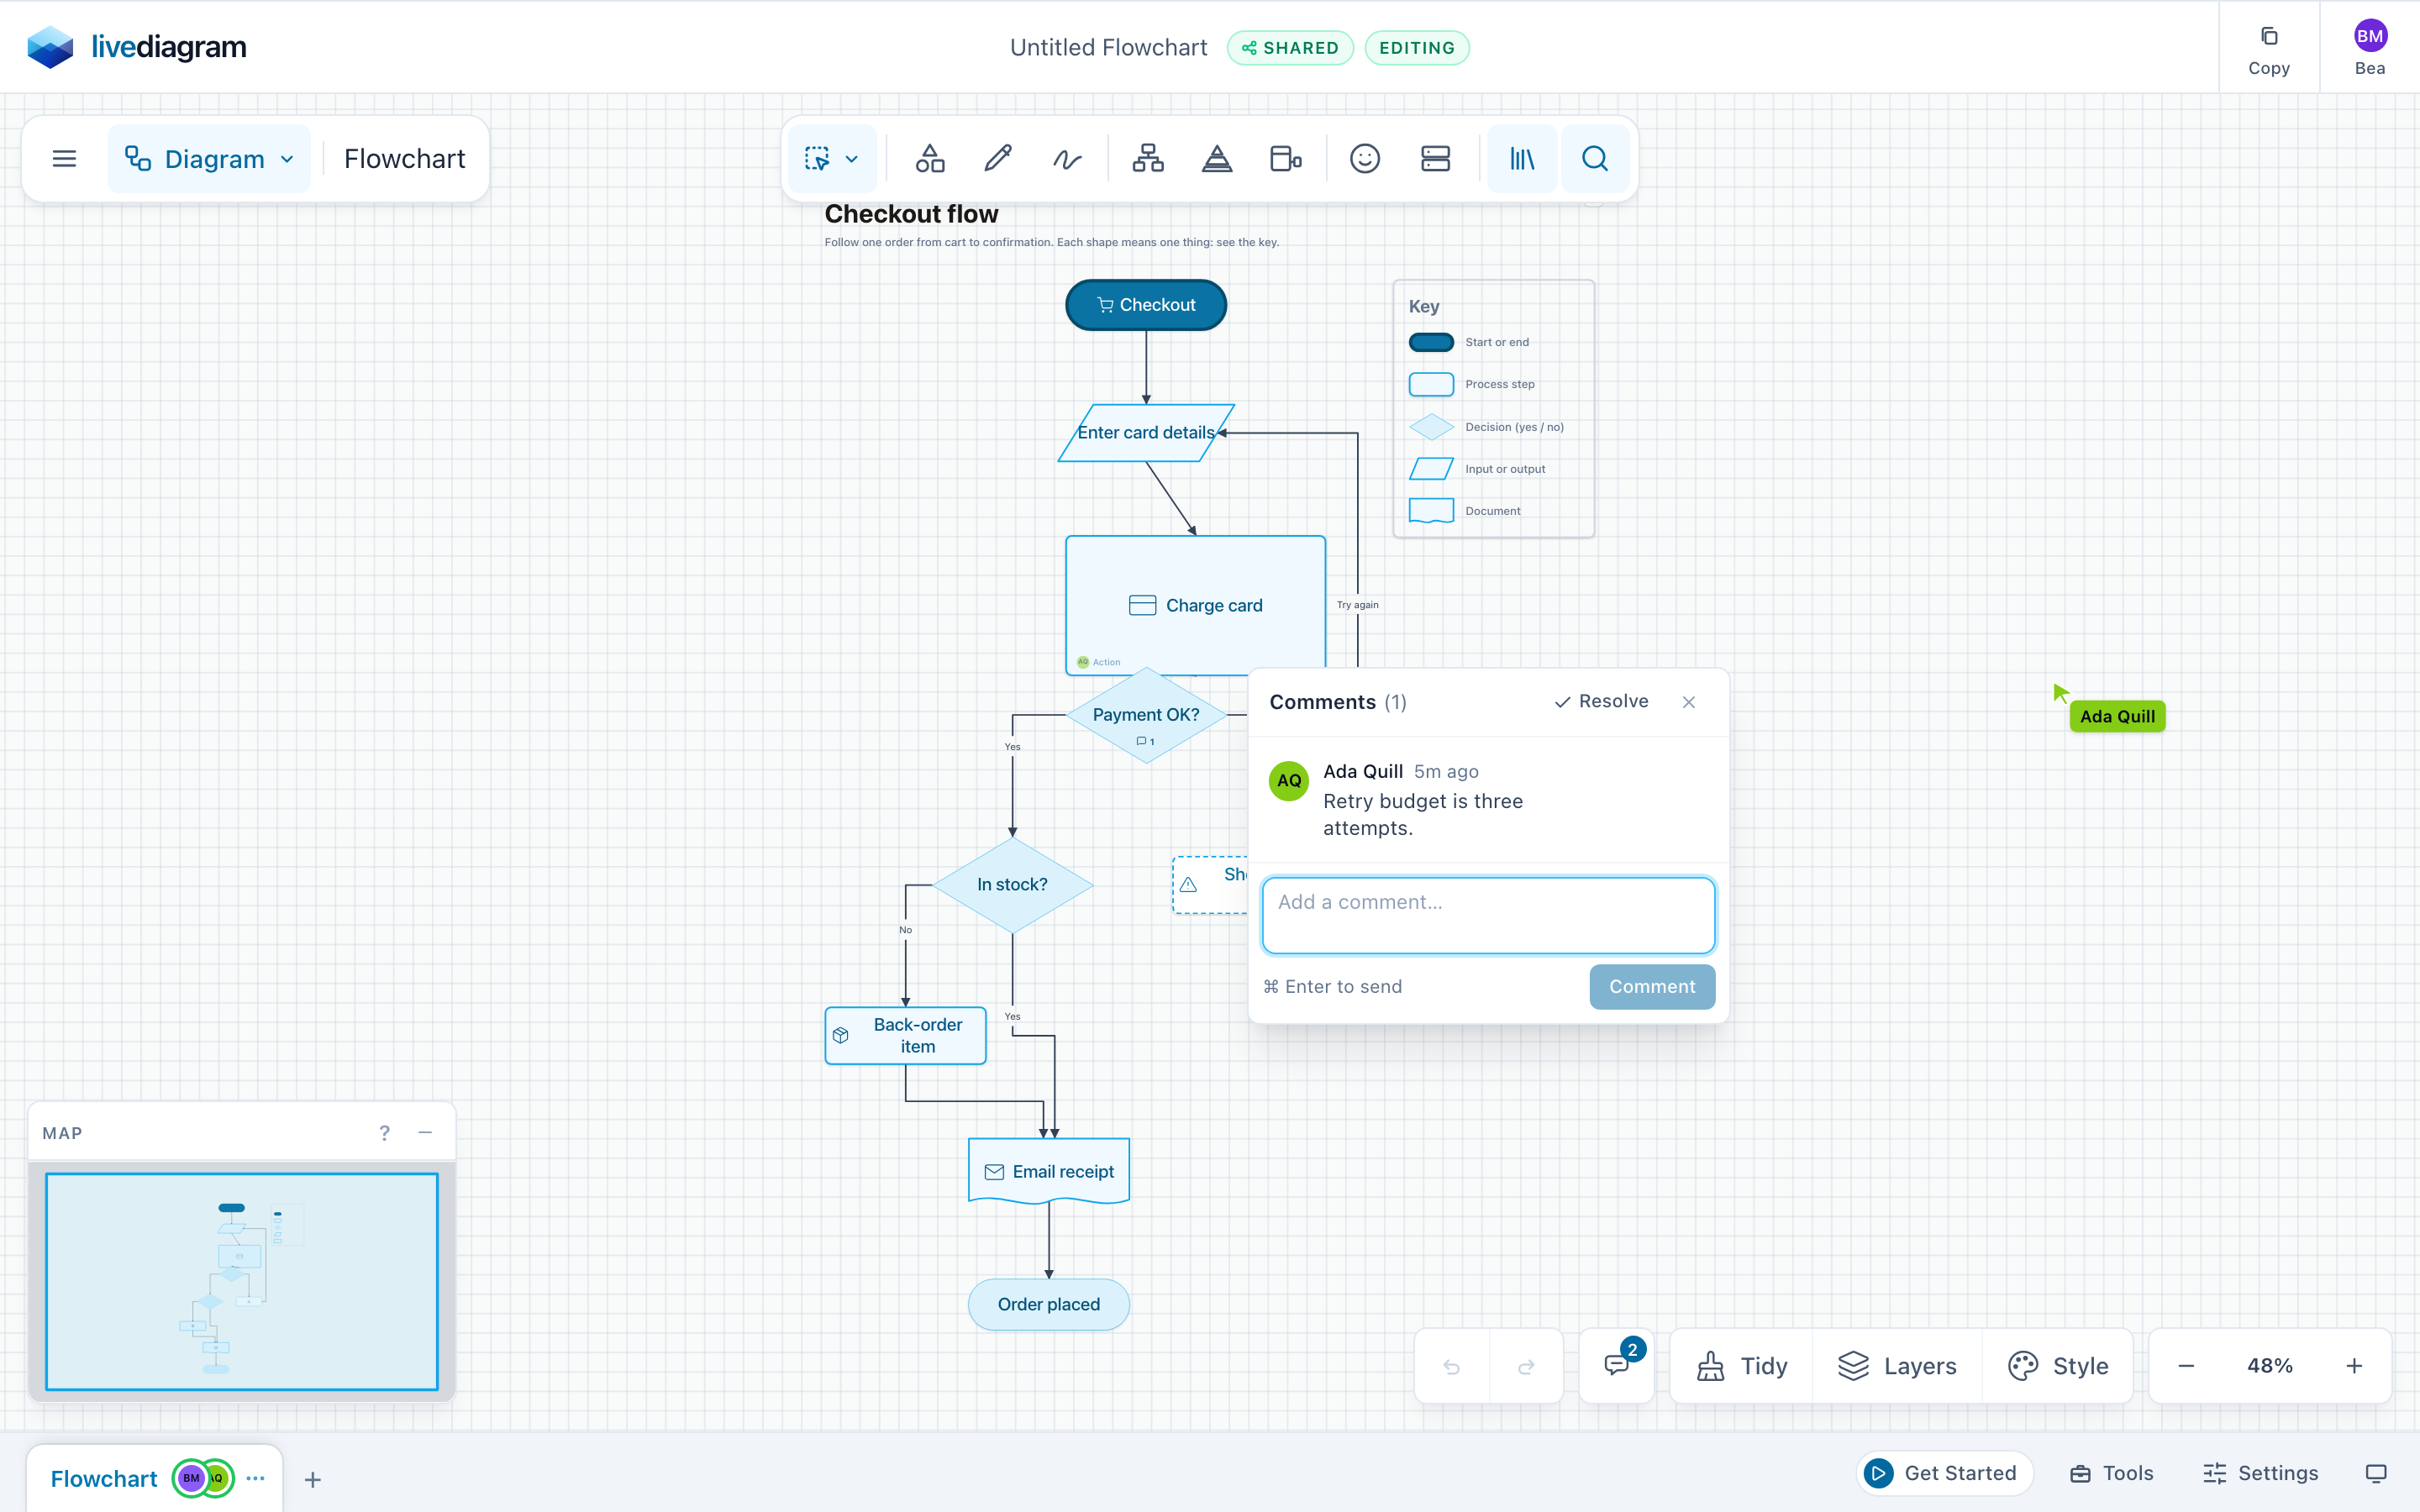 livediagram
Untitled Flowchart
SHARED
EDITING
Copy
BM
Bea
Diagram
Flowchart
Checkout flow
Follow one order from cart to confirmation. Each shape means one thing: see the key.
Checkout
Key
Start or end
Process step
Decision (yes / no)
Input or output
Document
Enter card details
Charge card
Try again
AQ Action
Payment OK?
1
Yes
Comments (1)
Resolve
AQ
Ada Quill 5m ago
Retry budget is three
attempts.
Add a comment...
⌘ Enter to send
Comment
Ada Quill
In stock?
No
Yes
Back-order
item
Email receipt
Order placed
MAP
?
2
Tidy
Layers
Style
48%
Flowchart
BM
AQ
Get Started
Tools
Settings